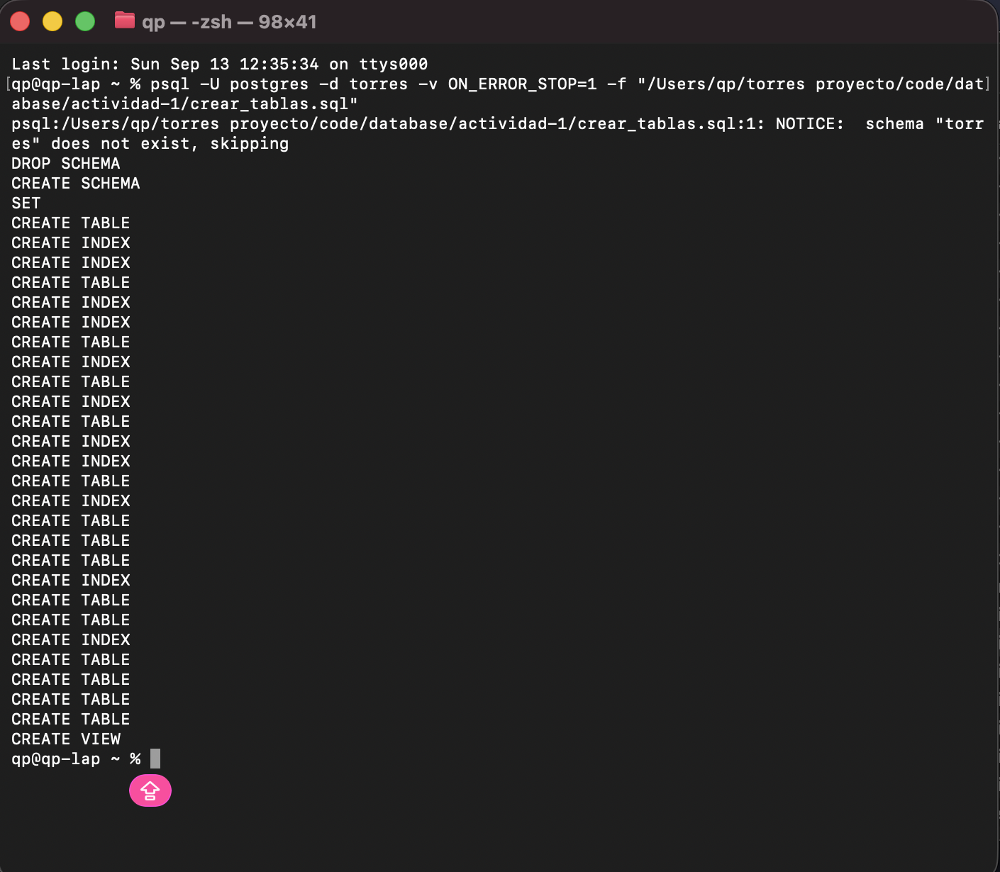 qp — -zsh — 98×41
Last login: Sun Sep 13 12:35:34 on ttys000
[qp@qp-lap ~ % psql -U postgres -d torres -v ON_ERROR_STOP=1 -f "/Users/qp/torres proyecto/code/dat]
abase/actividad-1/crear_tablas.sql"
psql:/Users/qp/torres proyecto/code/database/actividad-1/crear_tablas.sql:1: NOTICE:  schema "torr
es" does not exist, skipping
DROP SCHEMA
CREATE SCHEMA
SET
CREATE TABLE
CREATE INDEX
CREATE INDEX
CREATE TABLE
CREATE INDEX
CREATE INDEX
CREATE TABLE
CREATE INDEX
CREATE TABLE
CREATE INDEX
CREATE TABLE
CREATE INDEX
CREATE INDEX
CREATE TABLE
CREATE INDEX
CREATE TABLE
CREATE TABLE
CREATE TABLE
CREATE INDEX
CREATE TABLE
CREATE TABLE
CREATE INDEX
CREATE TABLE
CREATE TABLE
CREATE TABLE
CREATE TABLE
CREATE VIEW
qp@qp-lap ~ %